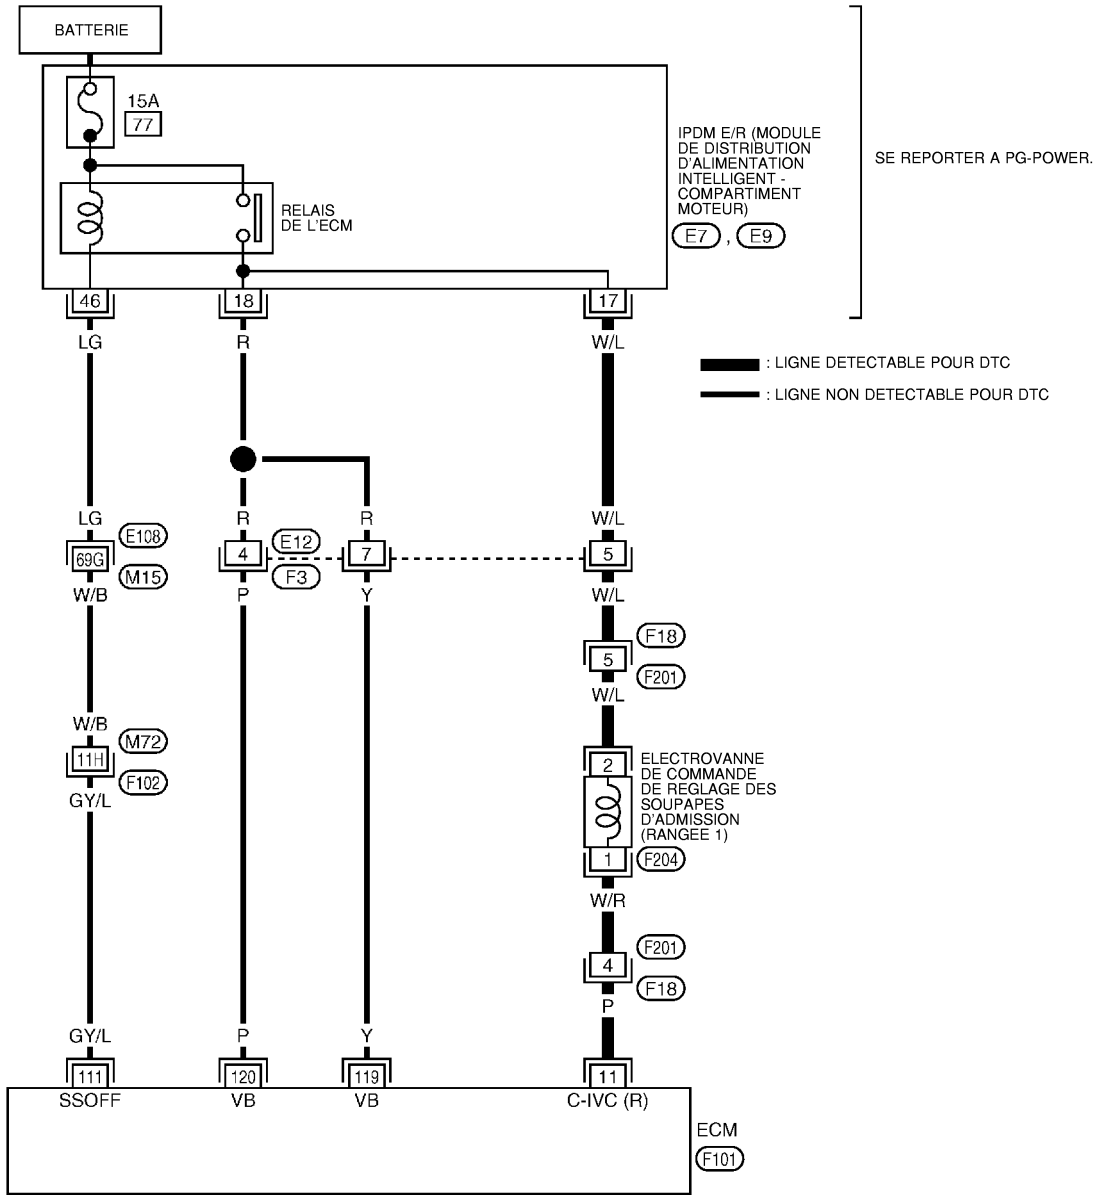 BATTERIE
15A
77
IPDM E/R (MODULE
DE DISTRIBUTION
D'ALIMENTATION
INTELLIGENT -
COMPARTIMENT
MOTEUR)
E7 , E9
SE REPORTER A PG-POWER.
RELAIS
DE L'ECM
46 18 17
LG R W/L
: LIGNE DETECTABLE POUR DTC
: LIGNE NON DETECTABLE POUR DTC
LG R R W/L
E108 E12
69G 4 7 5
M15 F3
W/B P Y W/L
F18
5
F201
W/L
W/B
M72
11H
F102
GY/L
2
ELECTROVANNE
DE COMMANDE
DE REGLAGE DES
SOUPAPES
D'ADMISSION
(RANGEE 1)
1 F204
W/R
F201
4
F18
P
GY/L P Y
111 120 119 11
SSOFF VB VB C-IVC (R)
ECM
F101